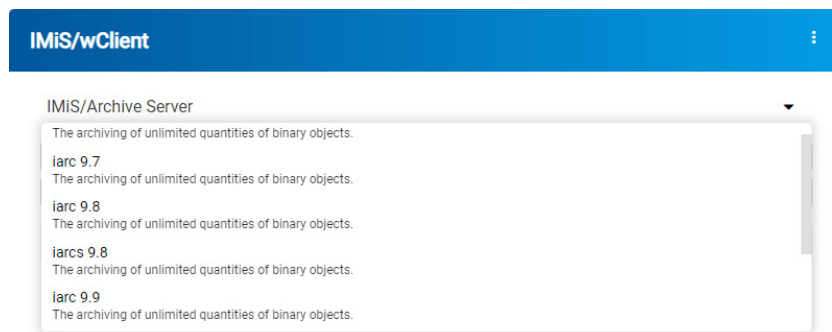 IMiS/wClient
IMiS/Archive Server
The archiving of unlimited quantities of binary objects.
iarc 9.7
The archiving of unlimited quantities of binary objects.
iarc 9.8
The archiving of unlimited quantities of binary objects.
iarcs 9.8
The archiving of unlimited quantities of binary objects.
iarc 9.9
The archiving of unlimited quantities of binary objects.